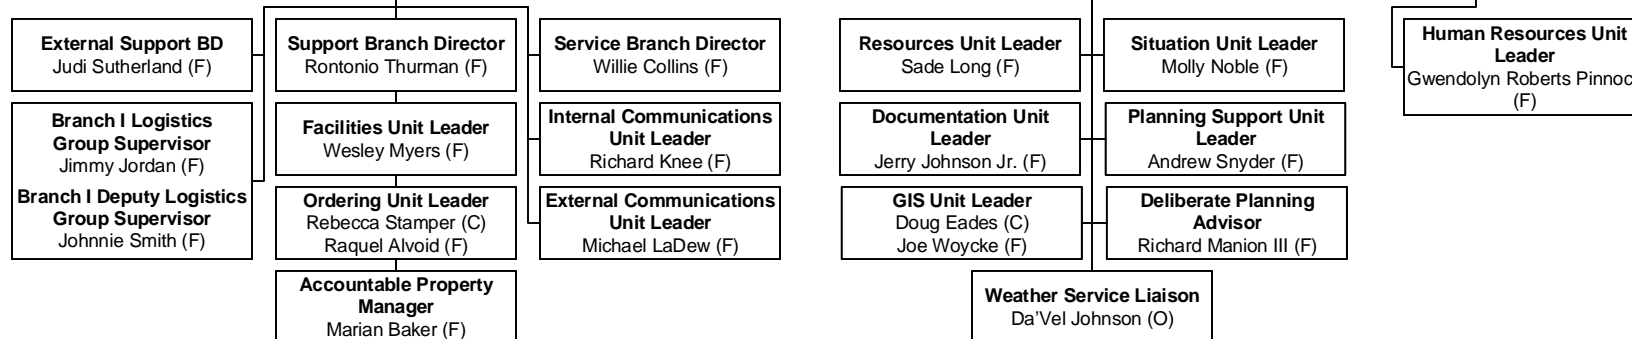 External Support BD
Judi Sutherland (F)
Support Branch Director
Rontonio Thurman (F)
Service Branch Director
Willie Collins (F)
Branch I Logistics
Group Supervisor
Jimmy Jordan (F)
Branch I Deputy Logistics
Group Supervisor
Johnnie Smith (F)
Facilities Unit Leader
Wesley Myers (F)
Internal Communications
Unit Leader
Richard Knee (F)
Ordering Unit Leader
Rebecca Stamper (C)
Raquel Alvoid (F)
External Communications
Unit Leader
Michael LaDew (F)
Accountable Property
Manager
Marian Baker (F)
Resources Unit Leader
Sade Long (F)
Situation Unit Leader
Molly Noble (F)
Documentation Unit
Leader
Jerry Johnson Jr. (F)
Planning Support Unit
Leader
Andrew Snyder (F)
GIS Unit Leader
Doug Eades (C)
Joe Woycke (F)
Deliberate Planning
Advisor
Richard Manion III (F)
Weather Service Liaison
Da’Vel Johnson (O)
Human Resources Unit
Leader
Gwendolyn Roberts
(F)